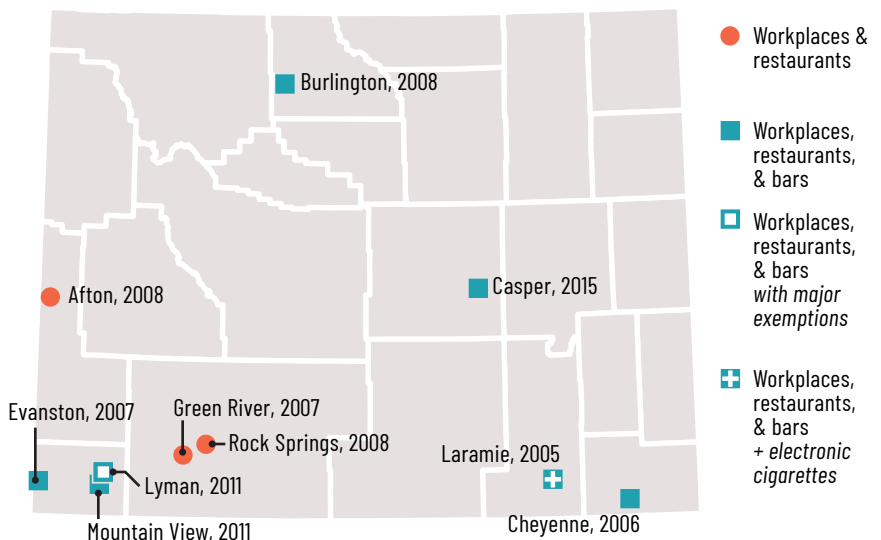 Burlington, 2008
Afton, 2008
Casper, 2015
Evanston, 2007
Green River, 2007
Rock Springs, 2008
Lyman, 2011
Mountain View, 2011
Laramie, 2005
Cheyenne, 2006
Workplaces &
restaurants
Workplaces,
restaurants,
& bars
Workplaces,
restaurants,
& bars
with major
exemptions
Workplaces,
restaurants,
& bars
+ electronic
cigarettes